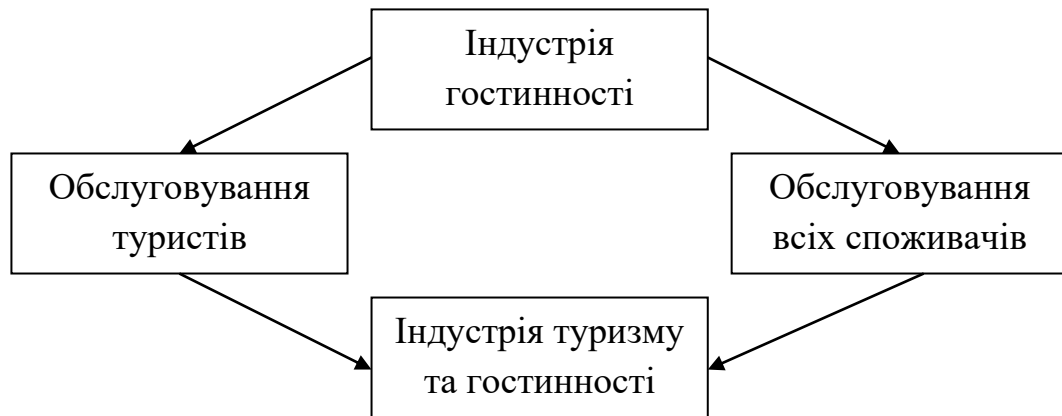 Індустрія
гостинності
Обслуговування
туристів
Обслуговування
всіх споживачів
Індустрія туризму
та гостинності